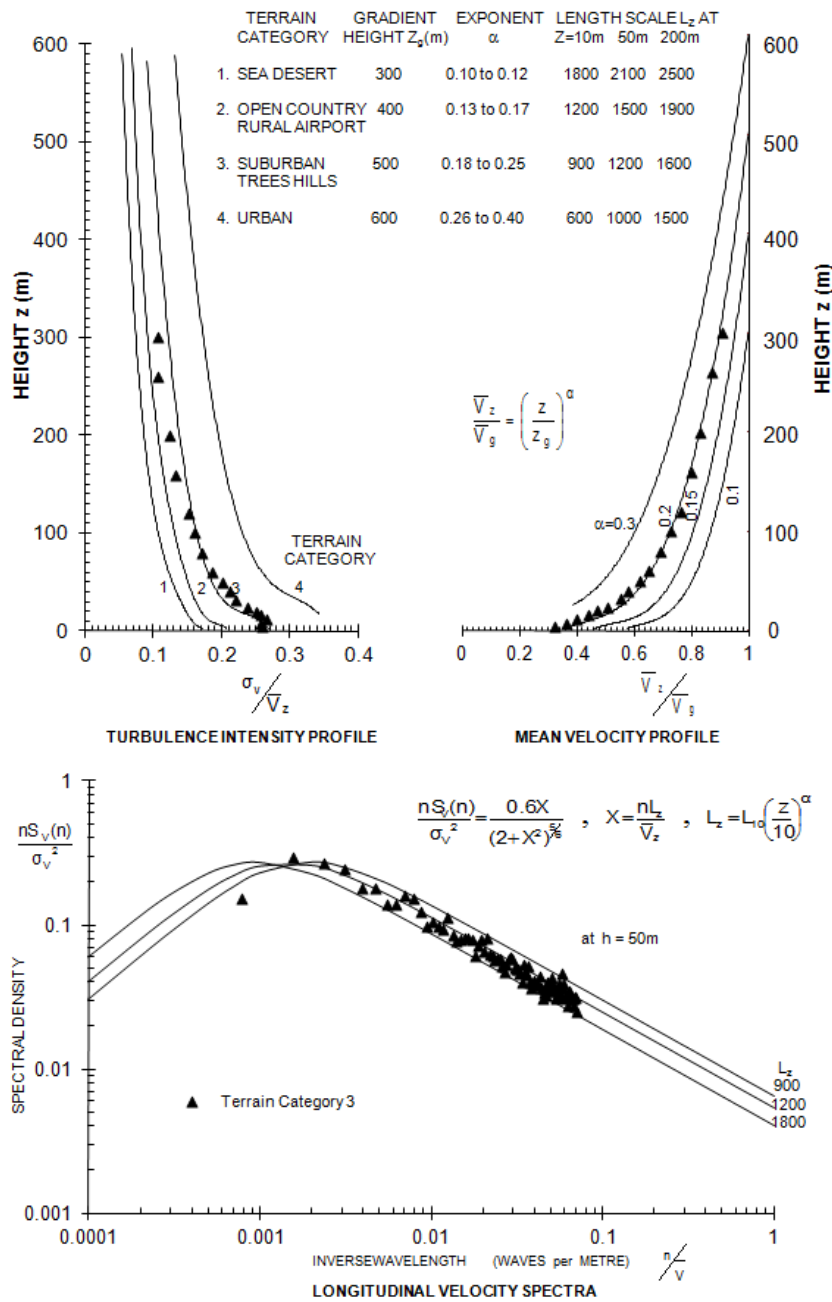 TERRAIN GRADIENT EXPONENT LENGTH SCALE Lz AT
CATEGORY HEIGHT Zg(m) α Z=10m 50m 200m
1. SEA DESERT 300 0.10 to 0.12 1800 2100 2500
2. OPEN COUNTRY 400 0.13 to 0.17 1200 1500 1900
RURAL AIRPORT
3. SUBURBAN 500 0.18 to 0.25 900 1200 1600
TREES HILLS
4. URBAN 600 0.26 to 0.40 600 1000 1500
600
500
400
300
200
100
0
HEIGHT z (m)
TERRAIN
CATEGORY
1 2 3 4
0 0.1 0.2 0.3 0.4
σv/V̅z
TURBULENCE INTENSITY PROFILE
V̅z/V̅g = (z/zg)^α
α=0.3
0.2
0.15
0.1
600
500
400
300
200
100
0
HEIGHT z (m)
0 0.2 0.4 0.6 0.8 1
V̅z/V̅g
MEAN VELOCITY PROFILE
nSv(n)/σv²
1
0.1
0.01
0.001
SPECTRAL DENSITY
nSv(n)/σv² = 0.6X/(2+X²)^5/6 , X=nLz/V̅z , Lz=L10(z/10)^α
at h = 50m
Lz
900
1200
1800
Terrain Category 3
0.0001 0.001 0.01 0.1 1
INVERSEWAVELENGTH (WAVES per METRE) n/V
LONGITUDINAL VELOCITY SPECTRA